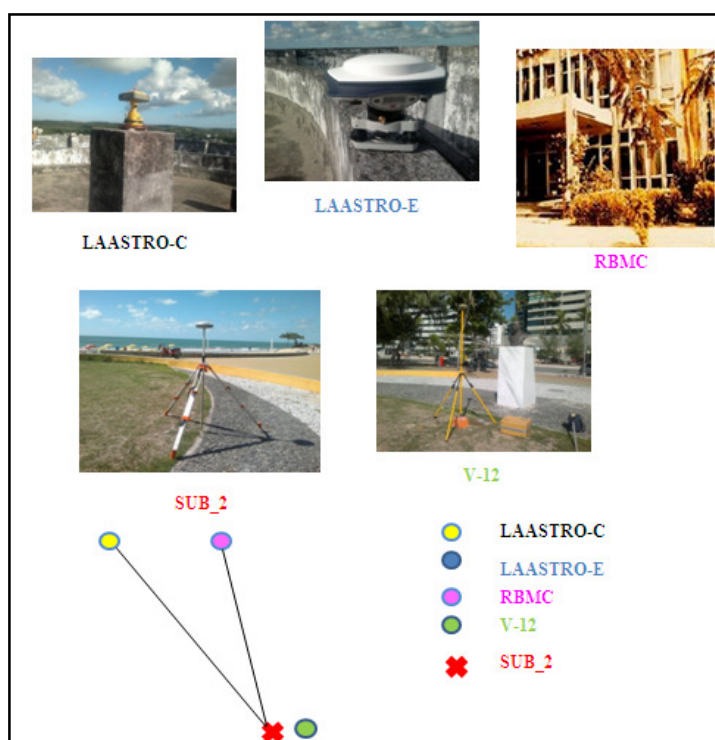 LAASTRO-E
LAASTRO-C
RBMC
V-12
SUB_2
LAASTRO-C
LAASTRO-E
RBMC
V-12
SUB_2